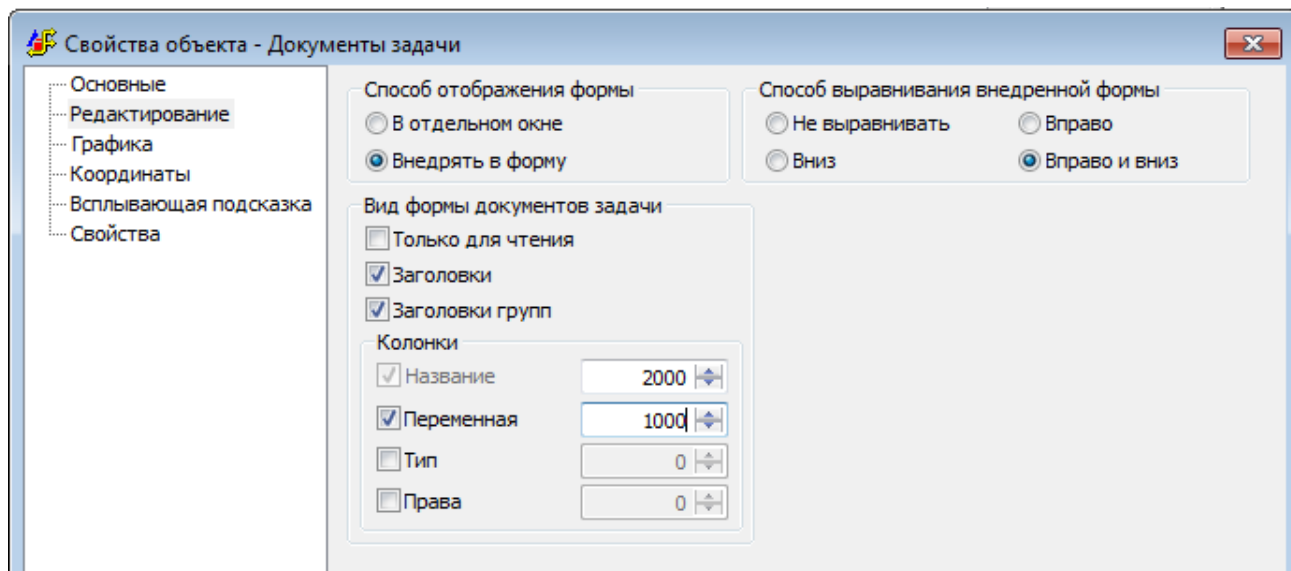 Свойства объекта - Документы задачи
Основные
Редактирование
Графика
Координаты
Всплывающая подсказка
Свойства
Способ отображения формы
В отдельном окне
Внедрять в форму
Способ выравнивания внедренной формы
Не выравнивать
Вправо
Вниз
Вправо и вниз
Вид формы документов задачи
Только для чтения
Заголовки
Заголовки групп
Колонки
Название 2000
Переменная 1000
Тип 0
Права 0